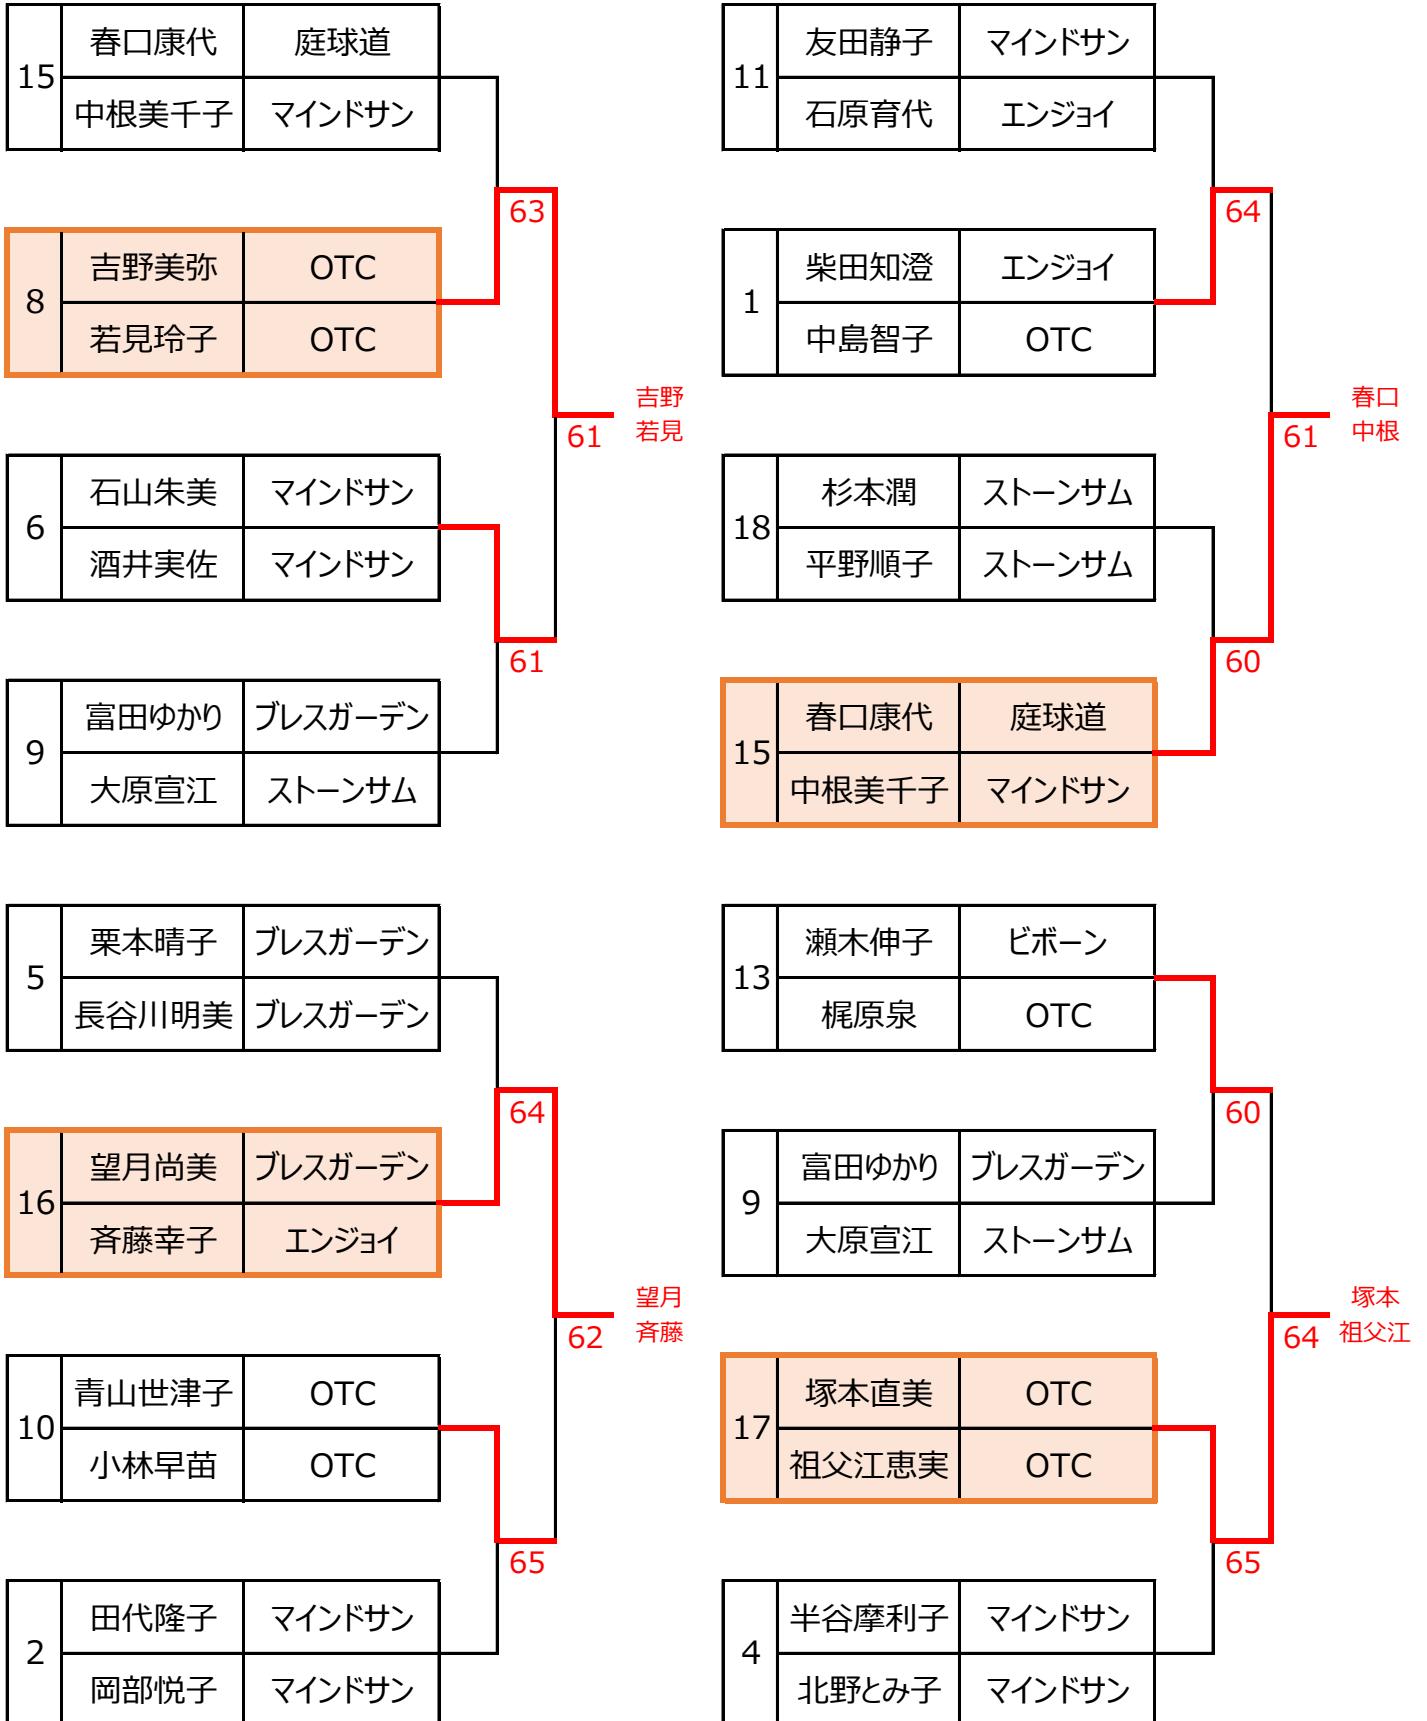 15 春口康代 庭球道
中根美千子 マインドサン
63
8 吉野美弥 OTC
若見玲子 OTC
吉野
若見
61
6 石山朱美 マインドサン
酒井実佐 マインドサン
61
9 富田ゆかり ブレスガーデン
大原宣江 ストーンサム
5 栗本晴子 ブレスガーデン
長谷川明美 ブレスガーデン
64
16 望月尚美 ブレスガーデン
斉藤幸子 エンジョイ
望月
斉藤
62
10 青山世津子 OTC
小林早苗 OTC
65
2 田代隆子 マインドサン
岡部悦子 マインドサン
11 友田静子 マインドサン
石原育代 エンジョイ
64
1 柴田知澄 エンジョイ
中島智子 OTC
春口
中根
61
18 杉本潤 ストーンサム
平野順子 ストーンサム
60
15 春口康代 庭球道
中根美千子 マインドサン
13 瀬木伸子 ビボーン
梶原泉 OTC
60
9 富田ゆかり ブレスガーデン
大原宣江 ストーンサム
塚本
祖父江
64
17 塚本直美 OTC
祖父江恵実 OTC
65
4 半谷摩利子 マインドサン
北野とみ子 マインドサン